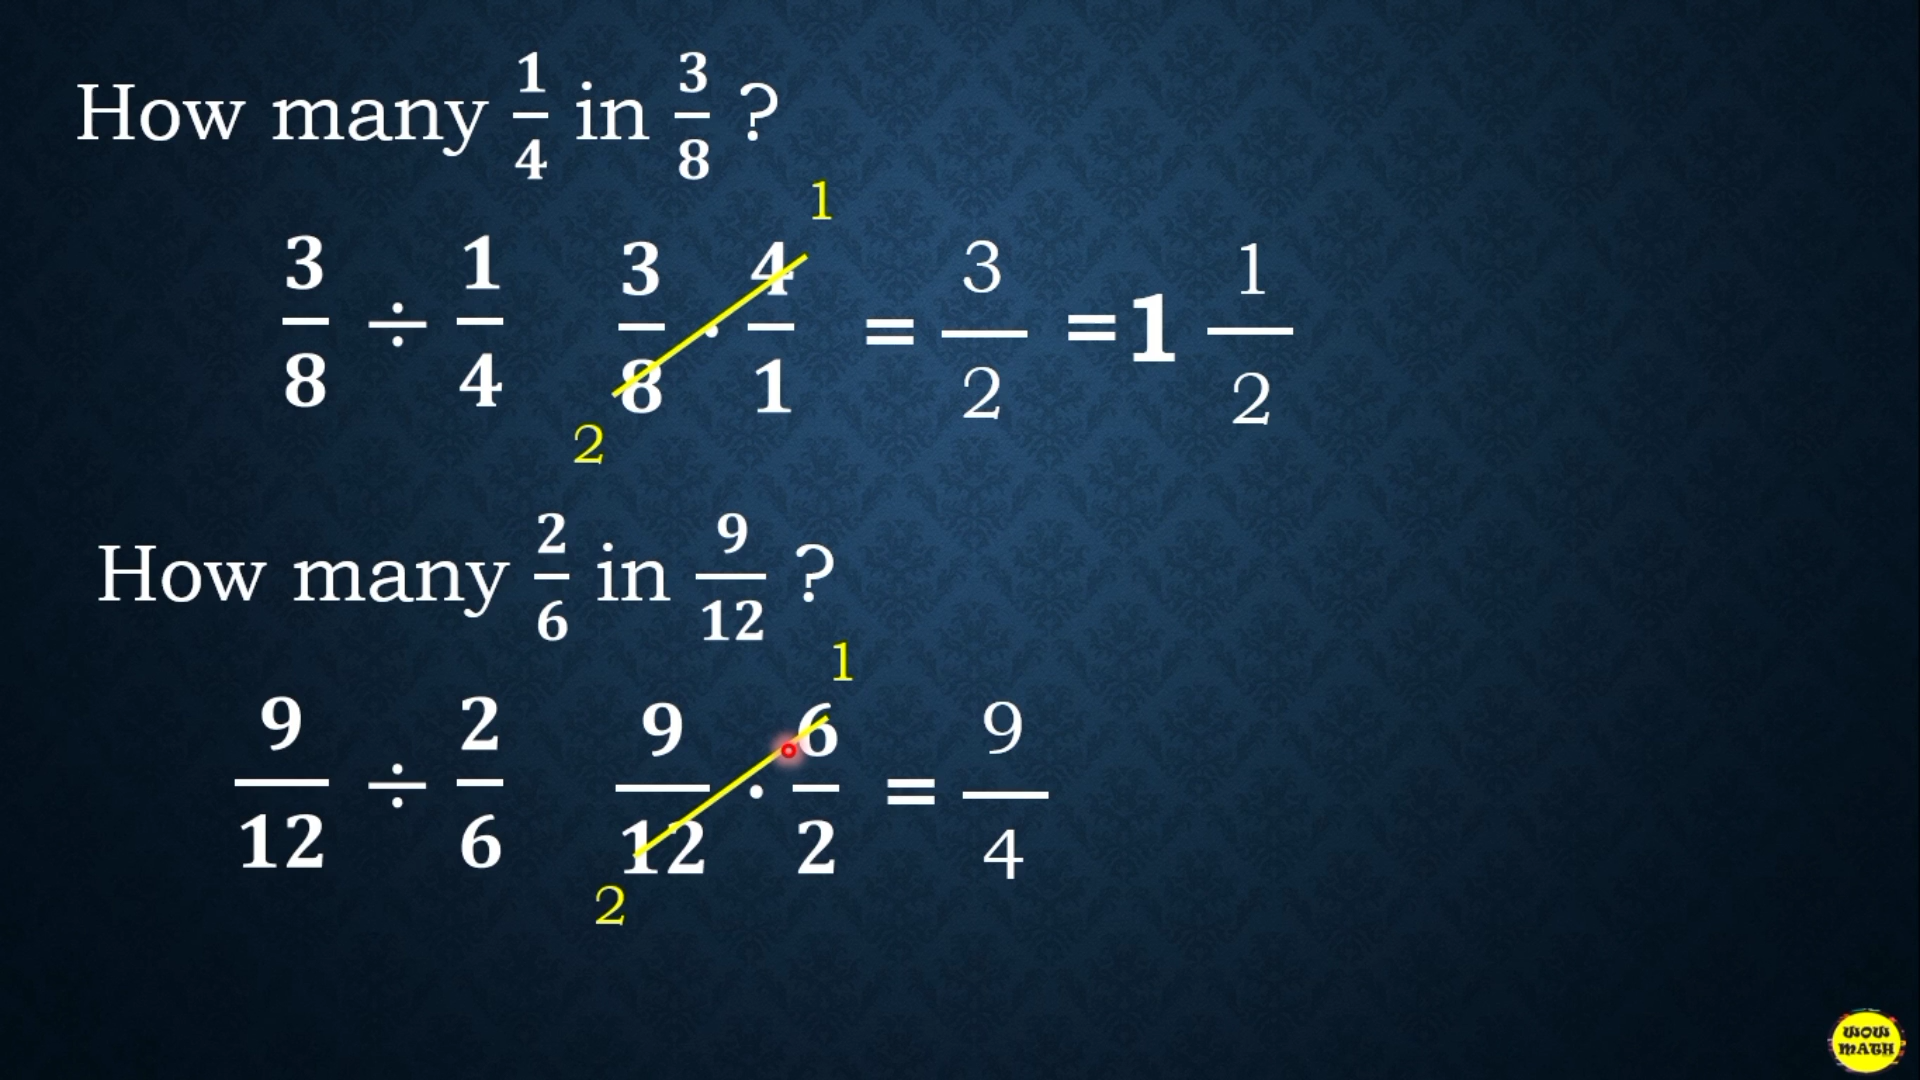 How many 1/4 in 3/8 ?
1
3/8 ÷ 1/4 3/8 · 4/1 = 3/2 =1 1/2
2
How many 2/6 in 9/12 ?
1
9/12 ÷ 2/6 9/12 · 6/2 = 9/4
2
WOW
MATH